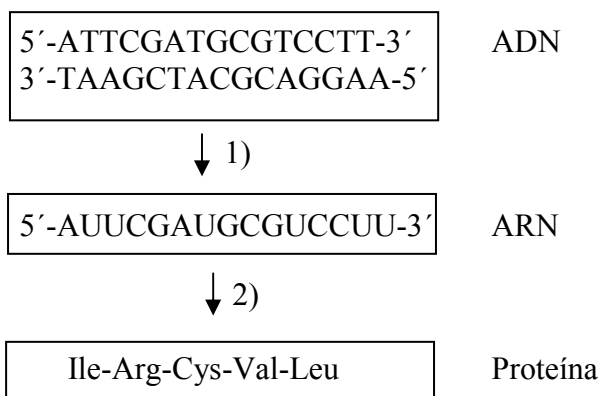 5´-ATTCGATGCGTCCTT-3´ ADN
3´-TAAGCTACGCAGGAA-5´
1)
5´-AUUCGAUGCGUCCUU-3´ ARN
2)
Ile-Arg-Cys-Val-Leu Proteína